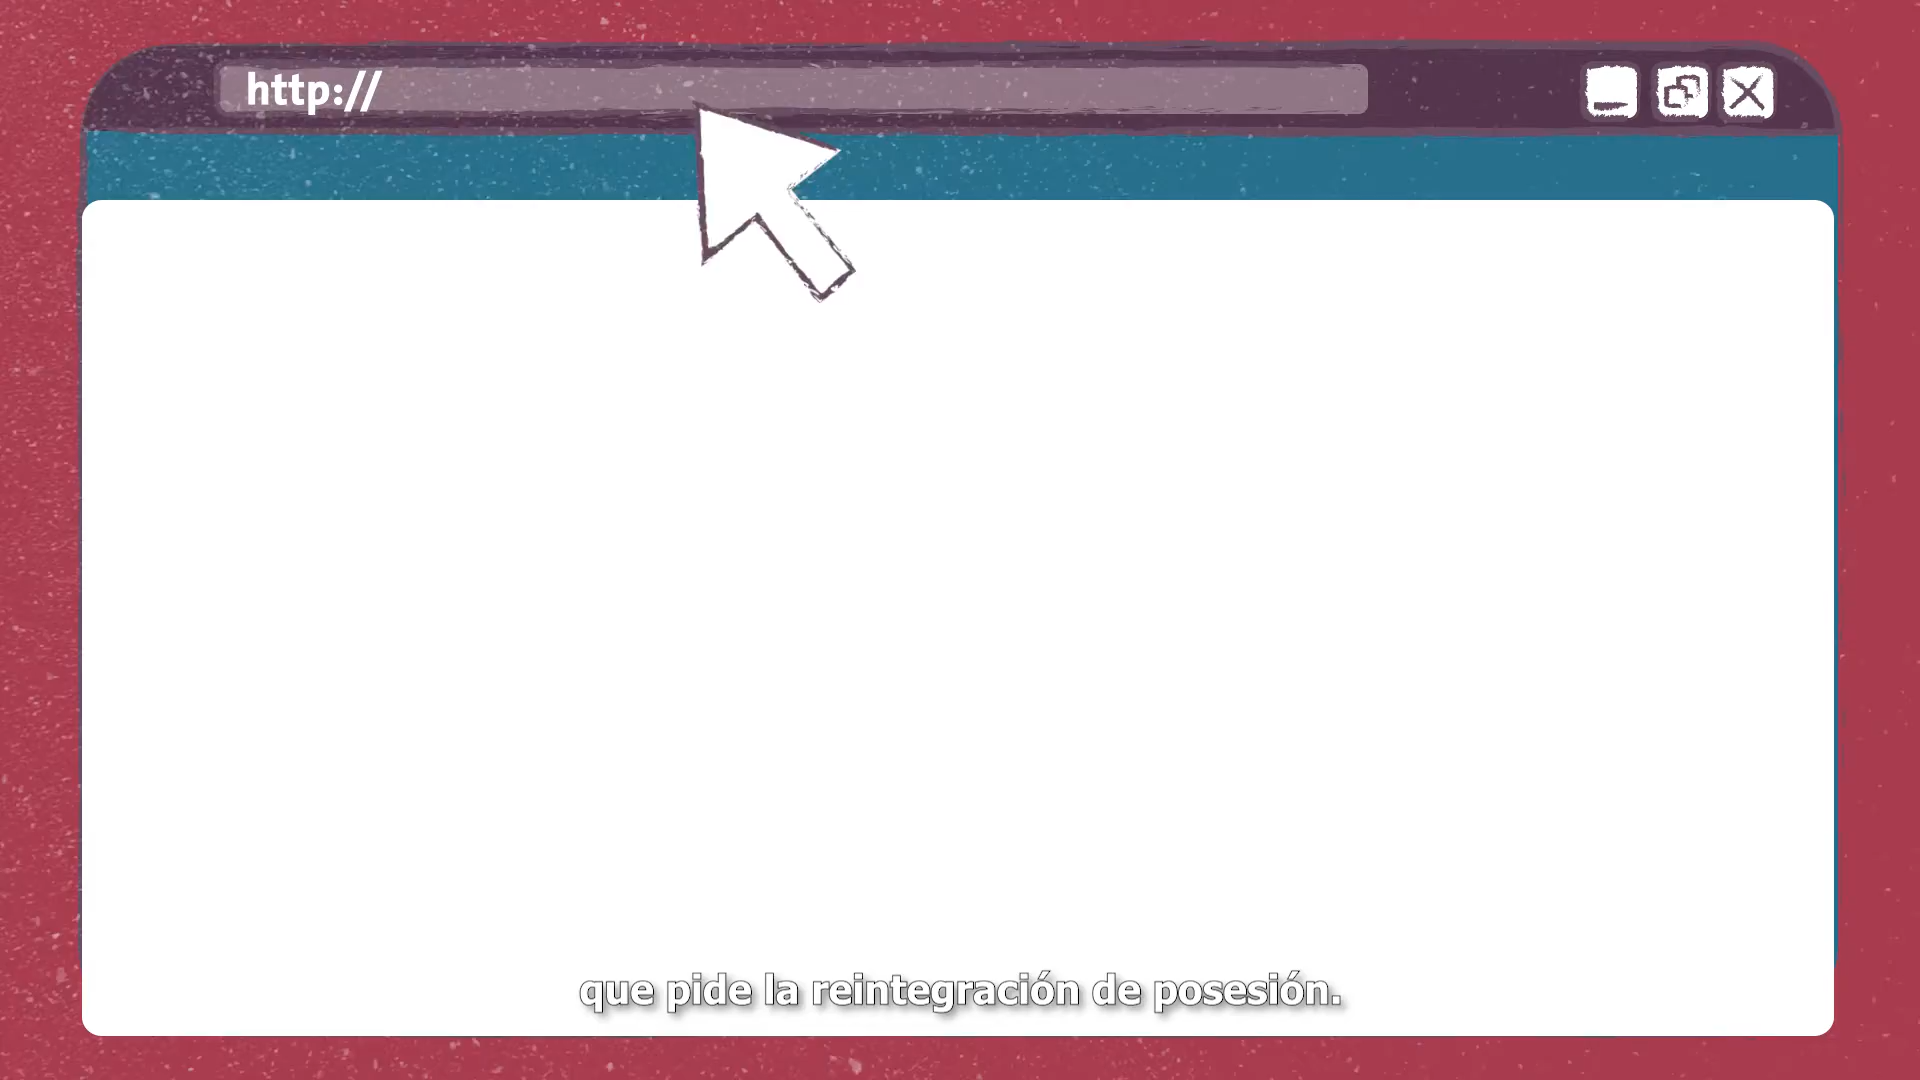 http://
que pide la reintegración de posesión.